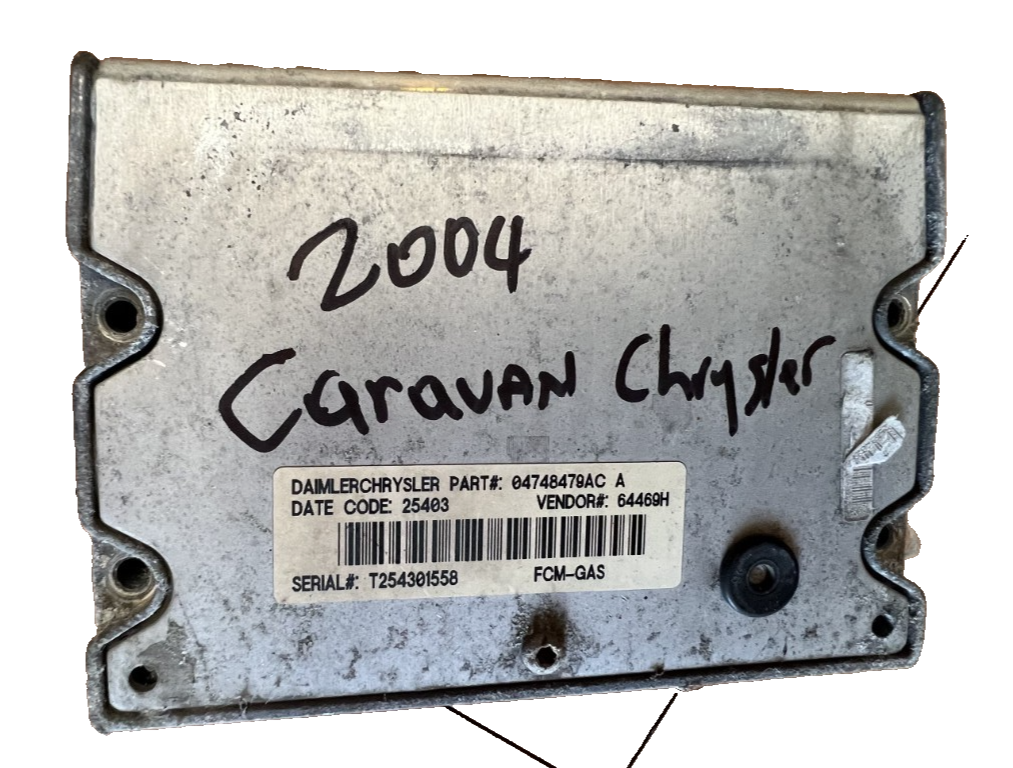 2004
Caravan Chrysler
DAIMLERCHRYSLER PART#: 04748479AC A
DATE CODE: 25403 VENDOR#: 64469H
SERIAL#: T254301558 FCM-GAS